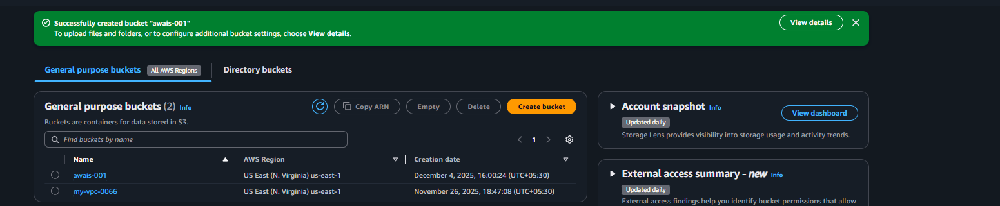 Successfully created bucket "awais-001"
To upload files and folders, or to configure additional bucket settings, choose View details.
View details
General purpose buckets All AWS Regions Directory buckets
General purpose buckets (2) Info
Copy ARN Empty Delete Create bucket
Buckets are containers for data stored in S3.
Find buckets by name
1
Name AWS Region Creation date
awais-001 US East (N. Virginia) us-east-1 December 4, 2025, 16:00:24 (UTC+05:30)
my-vpc-0066 US East (N. Virginia) us-east-1 November 26, 2025, 18:47:08 (UTC+05:30)
Account snapshot Info
View dashboard
Updated daily
Storage Lens provides visibility into storage usage and activity trends.
External access summary - new Info
Updated daily
External access findings help you identify bucket permissions that allow